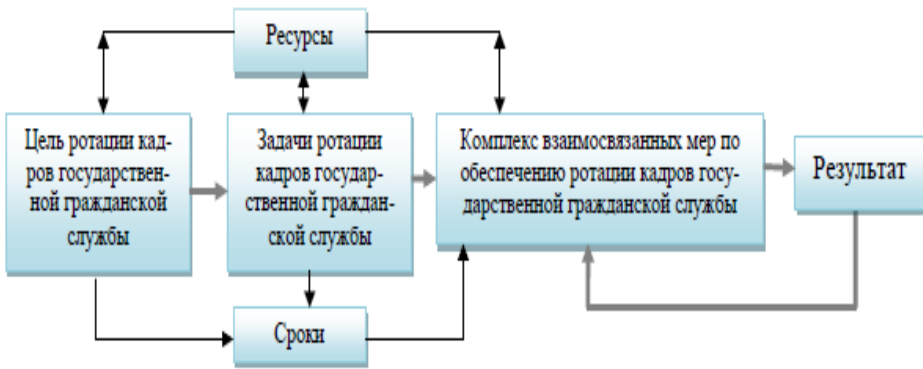 Ресурсы
Цель ротации кад-
ров государствен-
ной гражданской
службы
Задачи ротации
кадров государ-
ственной граждан-
ской службы
Комплекс взаимосвязанных мер по
обеспечению ротации кадров госу-
дарственной гражданской службы
Результат
Сроки